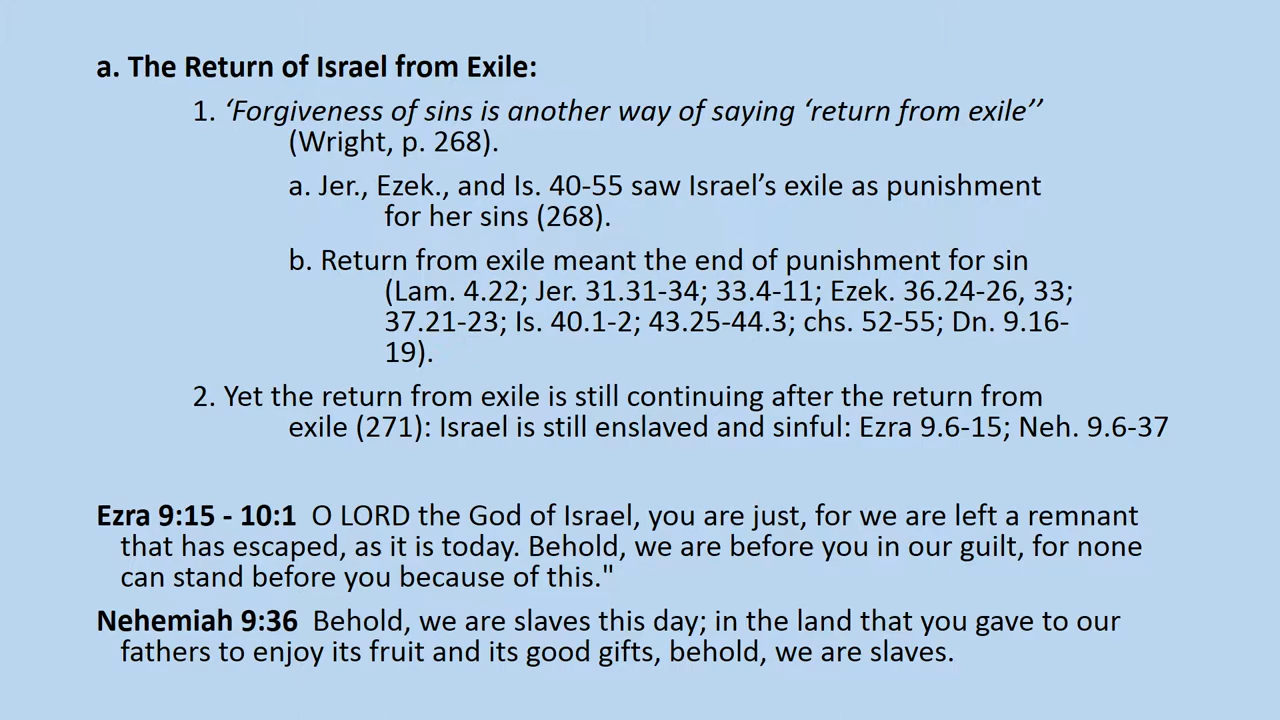 a. The Return of Israel from Exile:
1. ‘Forgiveness of sins is another way of saying ‘return from exile’’
(Wright, p. 268).
a. Jer., Ezek., and Is. 40-55 saw Israel’s exile as punishment
for her sins (268).
b. Return from exile meant the end of punishment for sin
(Lam. 4.22; Jer. 31.31-34; 33.4-11; Ezek. 36.24-26, 33;
37.21-23; Is. 40.1-2; 43.25-44.3; chs. 52-55; Dn. 9.16-
19).
2. Yet the return from exile is still continuing after the return from
exile (271): Israel is still enslaved and sinful: Ezra 9.6-15; Neh. 9.6-37
Ezra 9:15 - 10:1 O LORD the God of Israel, you are just, for we are left a remnant
that has escaped, as it is today. Behold, we are before you in our guilt, for none
can stand before you because of this."
Nehemiah 9:36 Behold, we are slaves this day; in the land that you gave to our
fathers to enjoy its fruit and its good gifts, behold, we are slaves.